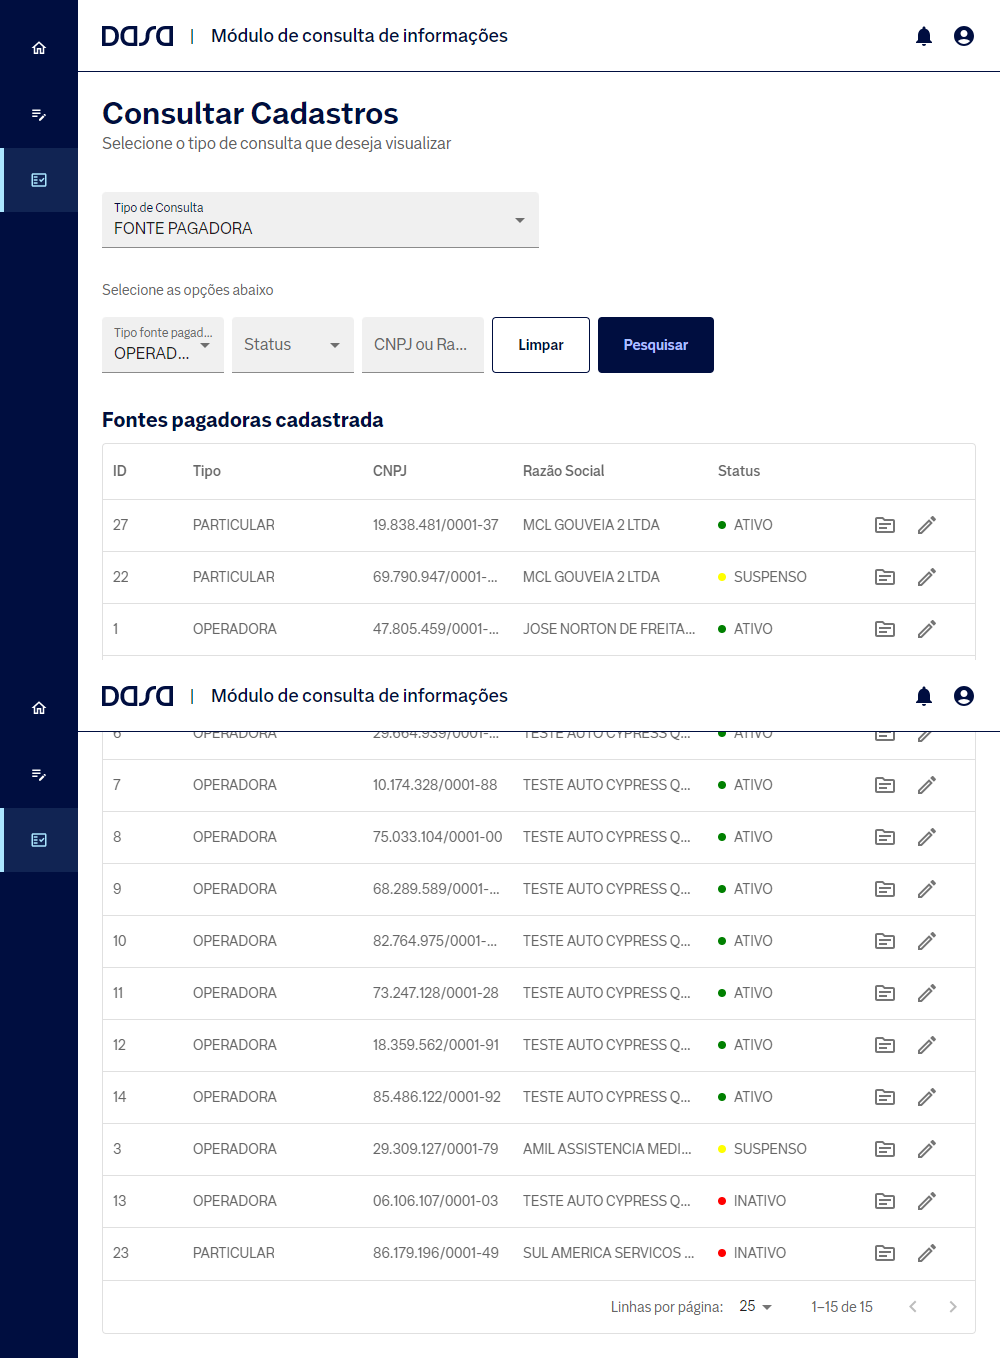 DASA | Módulo de consulta de informações
Consultar Cadastros
Selecione o tipo de consulta que deseja visualizar
Tipo de Consulta
FONTE PAGADORA
Selecione as opções abaixo
Tipo fonte pagad...
OPERAD...
Status
CNPJ ou Ra...
Limpar
Pesquisar
Fontes pagadoras cadastrada
ID Tipo CNPJ Razão Social Status
27 PARTICULAR 19.838.481/0001-37 MCL GOUVEIA 2 LTDA ATIVO
22 PARTICULAR 69.790.947/0001-... MCL GOUVEIA 2 LTDA SUSPENSO
1 OPERADORA 47.805.459/0001-... JOSE NORTON DE FREITA... ATIVO
DASA | Módulo de consulta de informações
6 OPERADORA 29.664.939/0001-... TESTE AUTO CYPRESS Q... ATIVO
7 OPERADORA 10.174.328/0001-88 TESTE AUTO CYPRESS Q... ATIVO
8 OPERADORA 75.033.104/0001-00 TESTE AUTO CYPRESS Q... ATIVO
9 OPERADORA 68.289.589/0001-... TESTE AUTO CYPRESS Q... ATIVO
10 OPERADORA 82.764.975/0001-... TESTE AUTO CYPRESS Q... ATIVO
11 OPERADORA 73.247.128/0001-28 TESTE AUTO CYPRESS Q... ATIVO
12 OPERADORA 18.359.562/0001-91 TESTE AUTO CYPRESS Q... ATIVO
14 OPERADORA 85.486.122/0001-92 TESTE AUTO CYPRESS Q... ATIVO
3 OPERADORA 29.309.127/0001-79 AMIL ASSISTENCIA MEDI... SUSPENSO
13 OPERADORA 06.106.107/0001-03 TESTE AUTO CYPRESS Q... INATIVO
23 PARTICULAR 86.179.196/0001-49 SUL AMERICA SERVICOS ... INATIVO
Linhas por página: 25 1–15 de 15